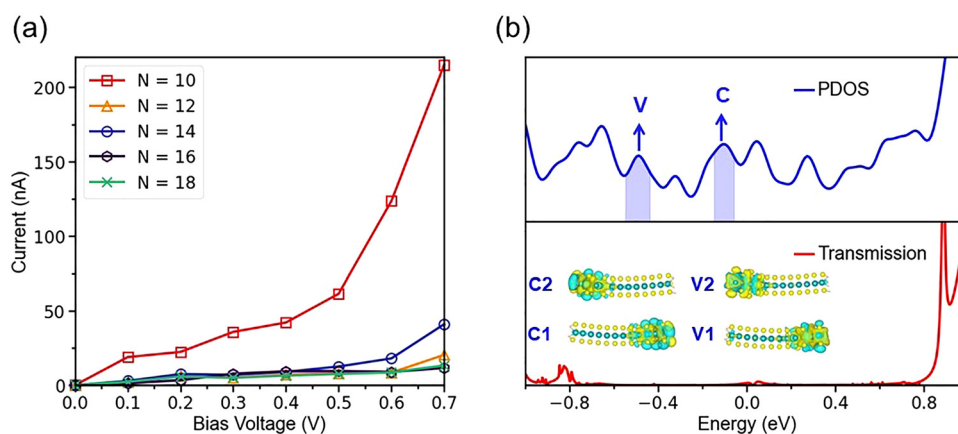 (a)
200
150
100
50
0
Current (nA)
N = 10
N = 12
N = 14
N = 16
N = 18
0.0 0.1 0.2 0.3 0.4 0.5 0.6 0.7
Bias Voltage (V)
(b)
V
C
PDOS
Transmission
C2
V2
C1
V1
−0.8 −0.4 0.0 0.4 0.8
Energy (eV)